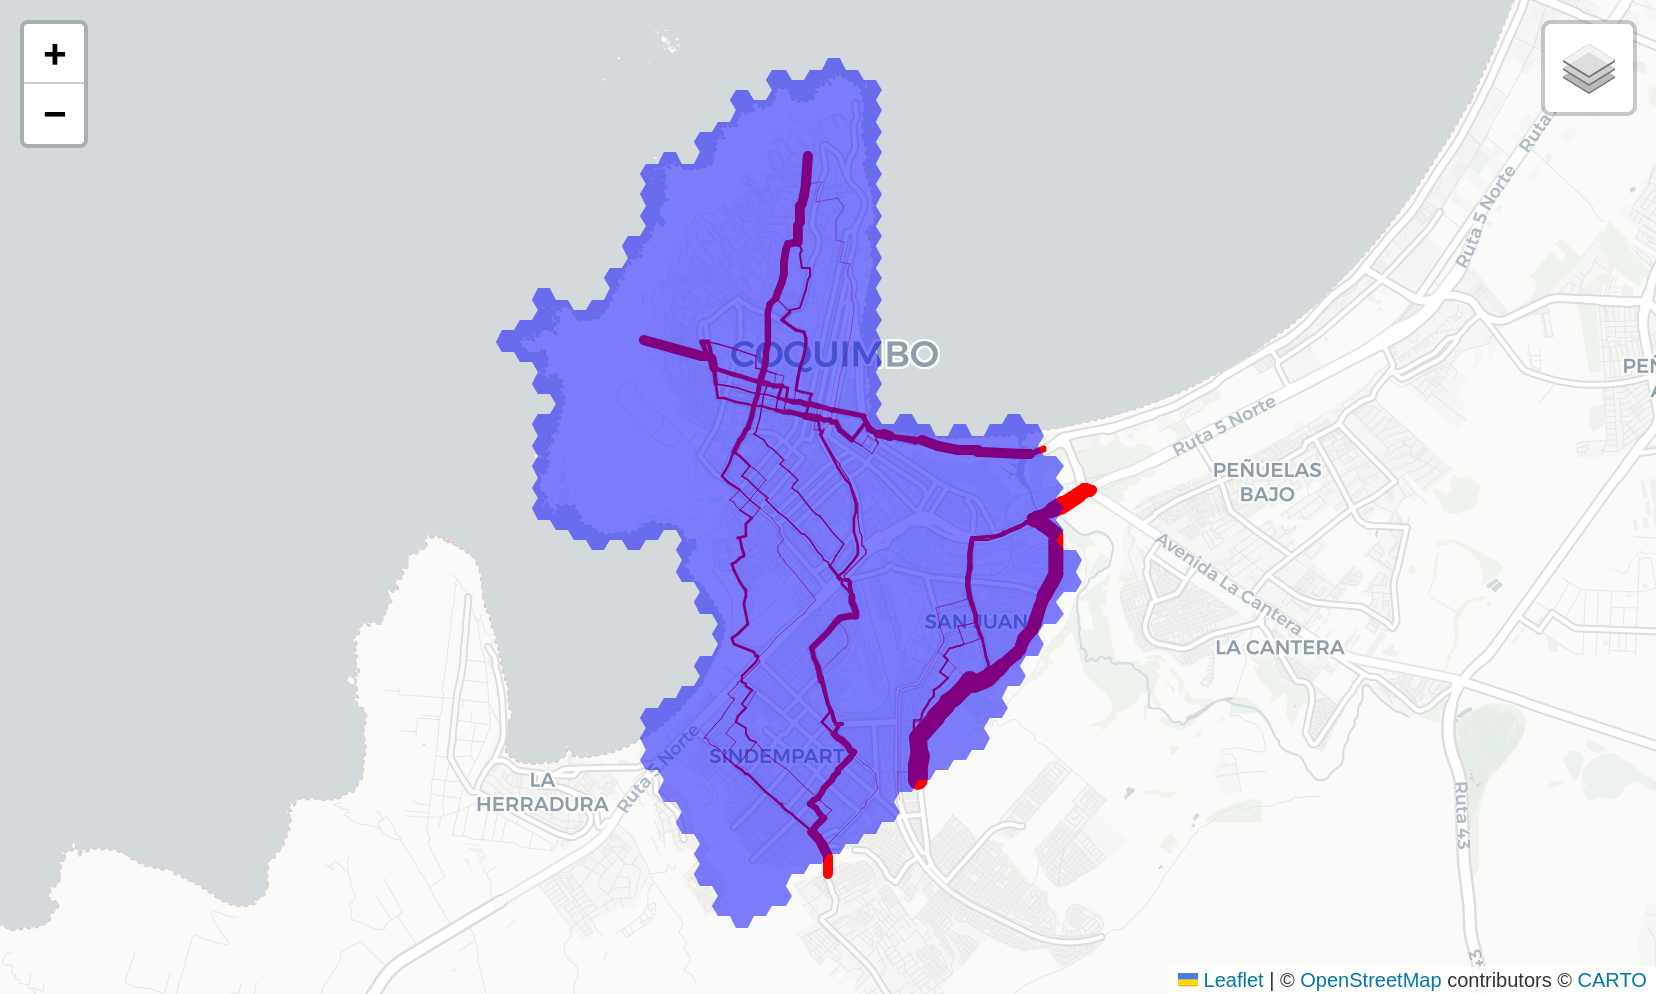 +
−
Ruta
Ruta 5 Norte
COQUIMBO
Ruta 5 Norte
PEÑUELAS
BAJO
Avenida La Cantera
SAN JUAN
LA CANTERA
SINDEMPART
Ruta 5 Norte
LA
HERRADURA
Ruta 43
Leaflet | © OpenStreetMap contributors © CARTO